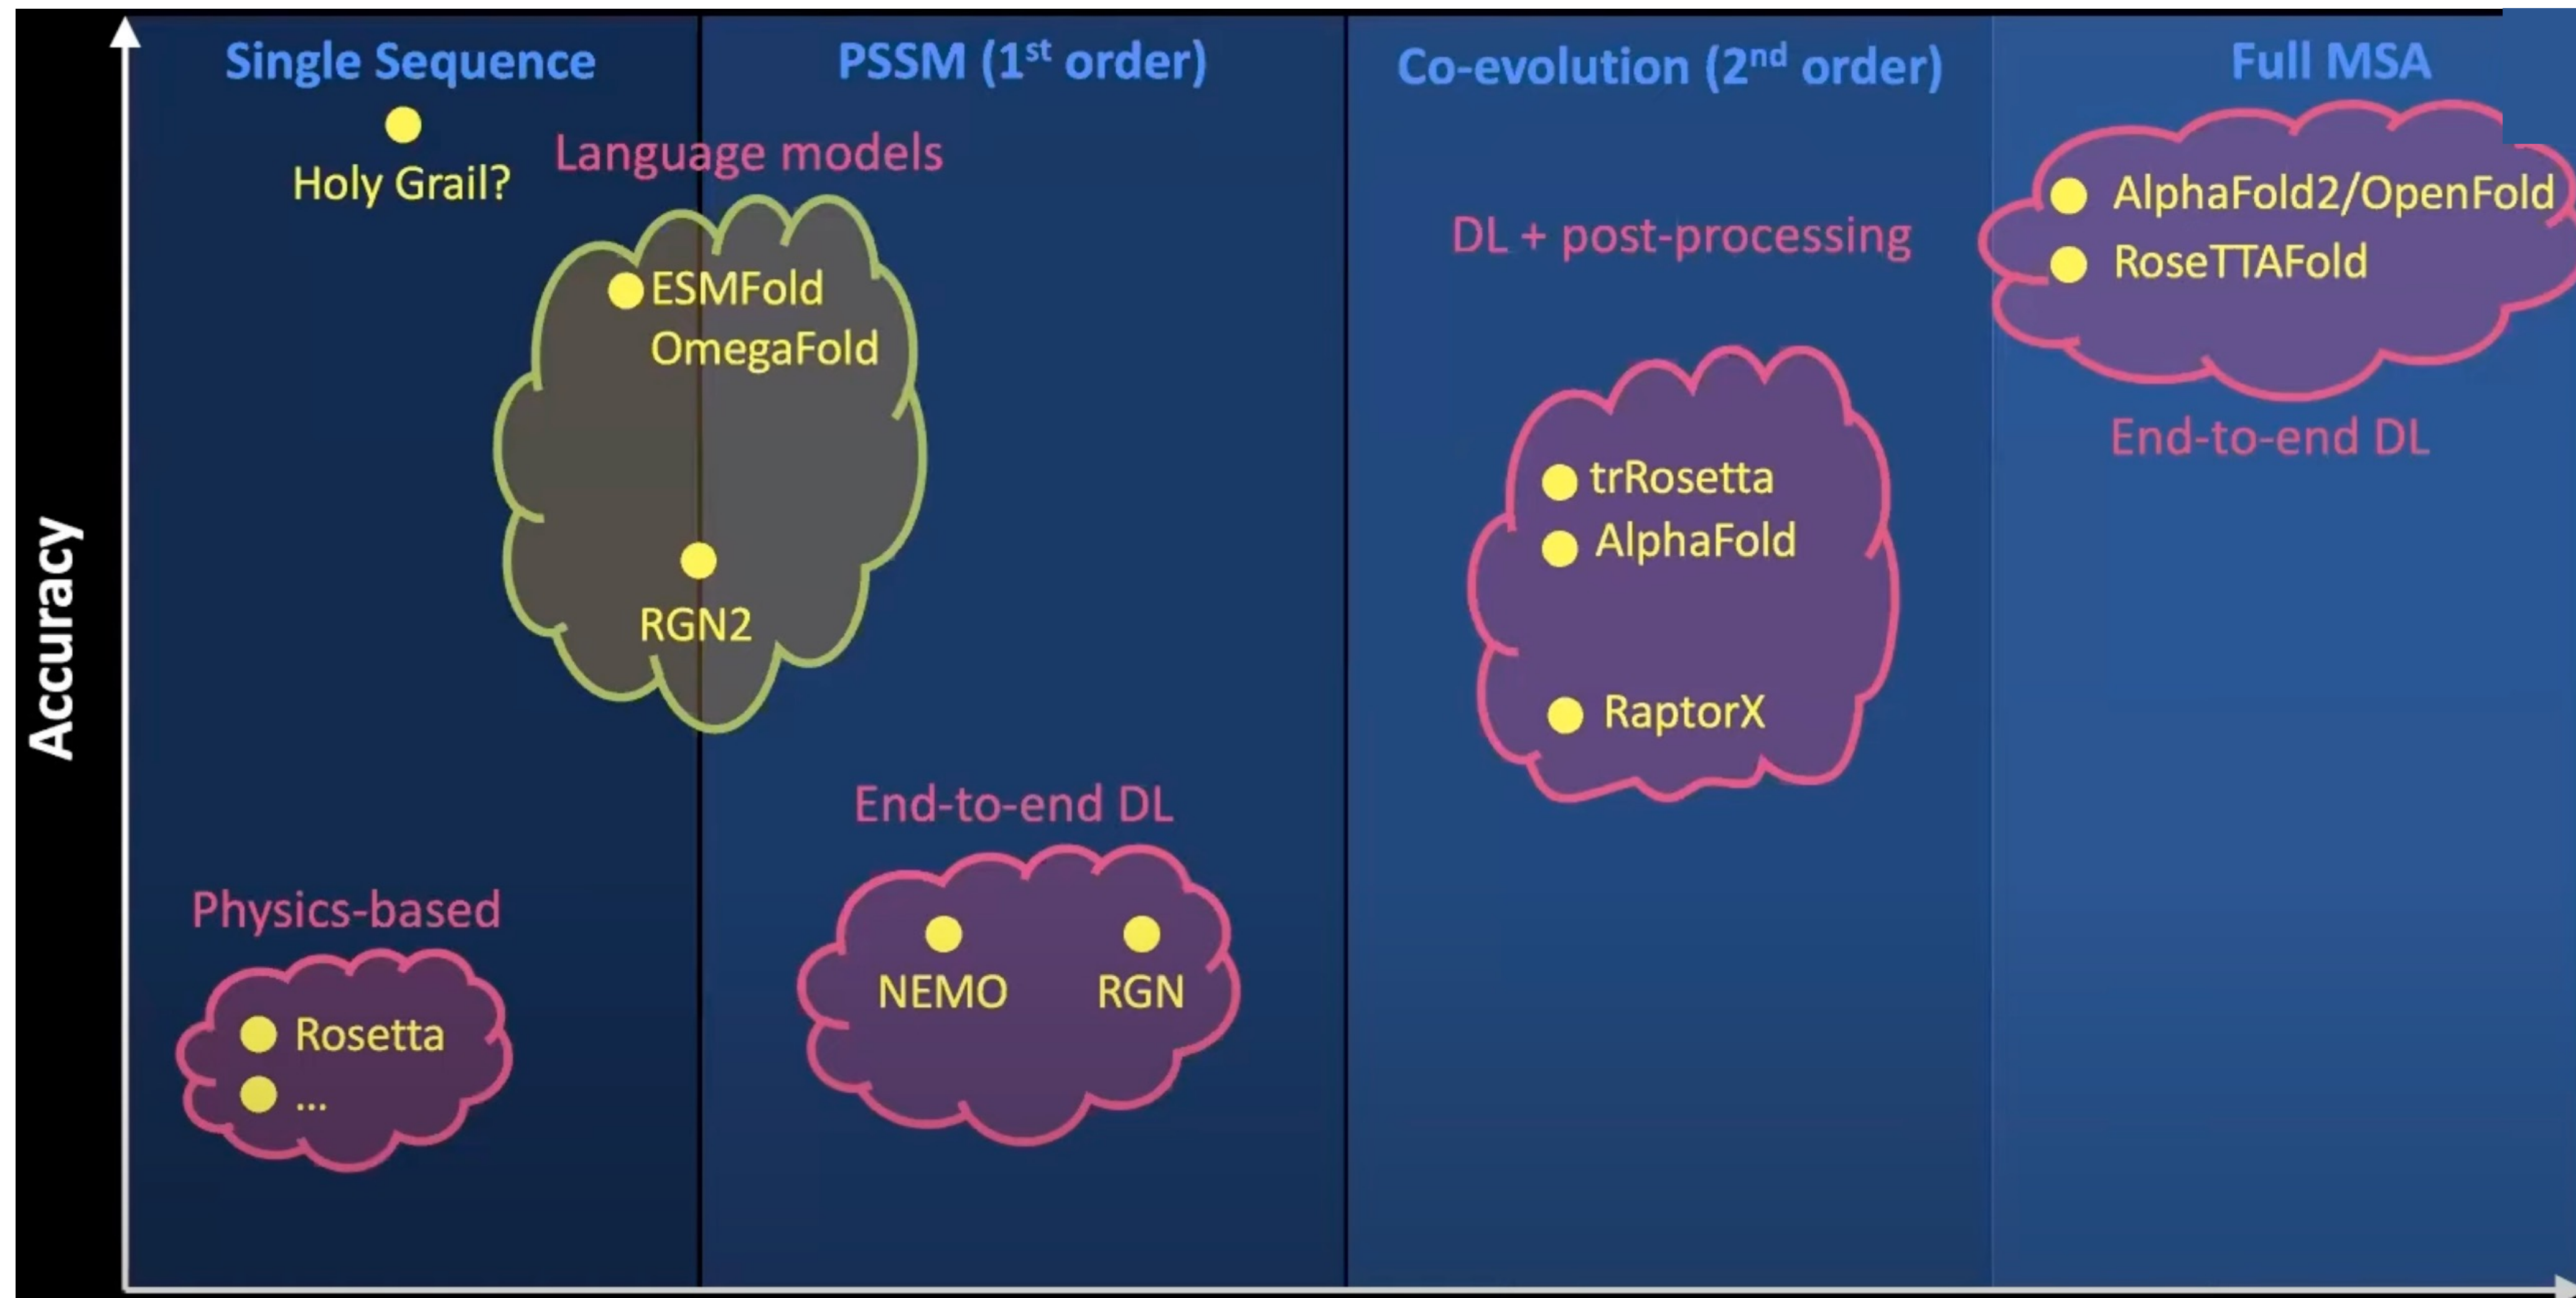 Single Sequence
PSSM (1st order)
Co-evolution (2nd order)
Full MSA
Holy Grail?
Language models
ESMFold
OmegaFold
RGN2
DL + post-processing
trRosetta
AlphaFold
RaptorX
AlphaFold2/OpenFold
RoseTTAFold
End-to-end DL
Accuracy
Physics-based
Rosetta
...
End-to-end DL
NEMO
RGN